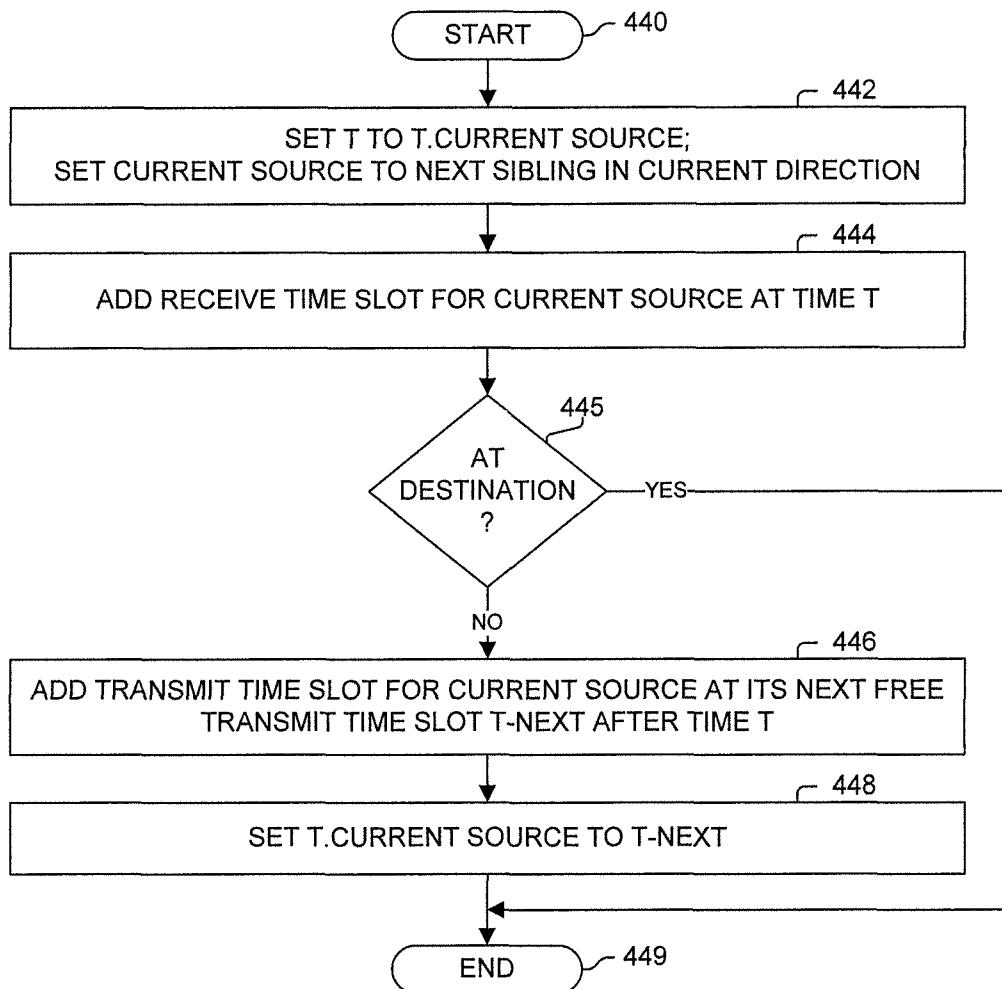 START
440
442
SET T TO T.CURRENT SOURCE;
SET CURRENT SOURCE TO NEXT SIBLING IN CURRENT DIRECTION
444
ADD RECEIVE TIME SLOT FOR CURRENT SOURCE AT TIME T
445
AT
DESTINATION
?
YES
NO
446
ADD TRANSMIT TIME SLOT FOR CURRENT SOURCE AT ITS NEXT FREE
TRANSMIT TIME SLOT T-NEXT AFTER TIME T
448
SET T.CURRENT SOURCE TO T-NEXT
END
449